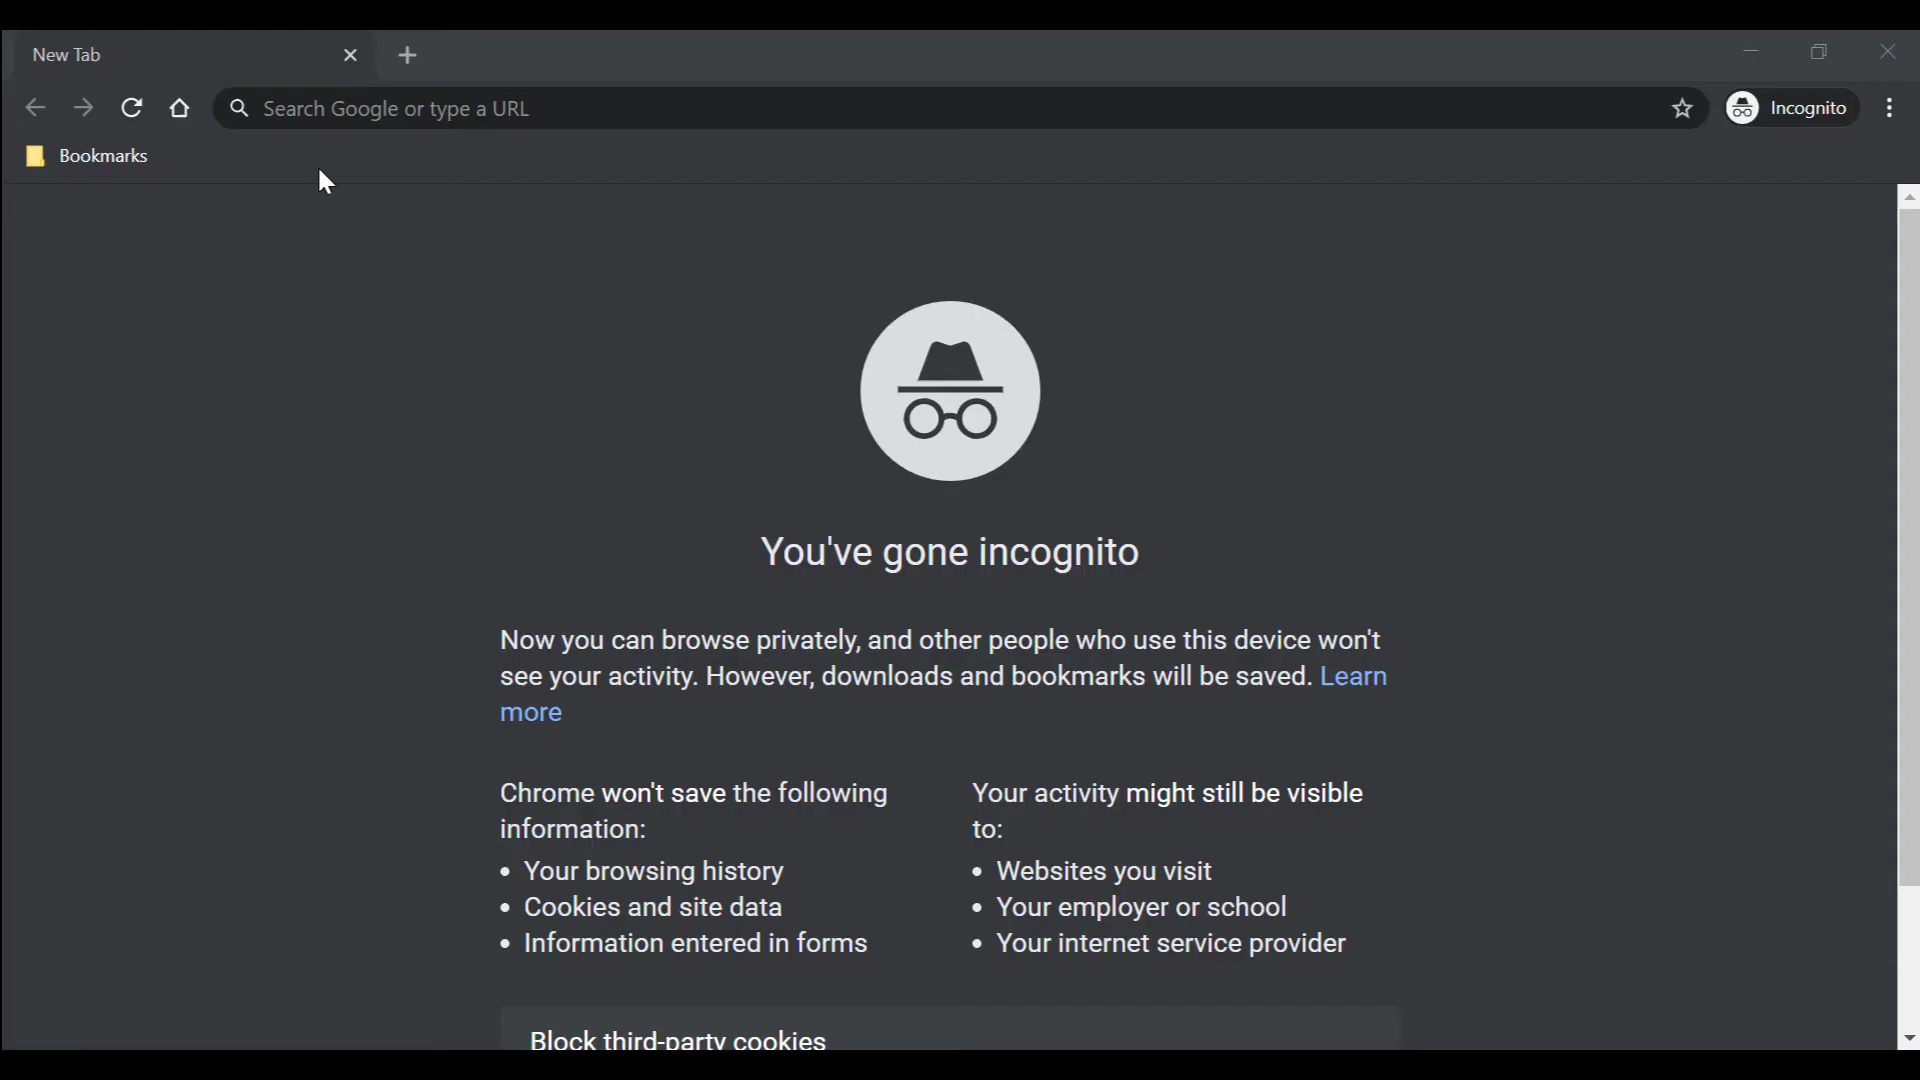 New Tab
Search Google or type a URL
Incognito
Bookmarks
You've gone incognito
Now you can browse privately, and other people who use this device won't
see your activity. However, downloads and bookmarks will be saved. Learn
more
Chrome won't save the following
information:
• Your browsing history
• Cookies and site data
• Information entered in forms
Your activity might still be visible
to:
• Websites you visit
• Your employer or school
• Your internet service provider
Block third-party cookies